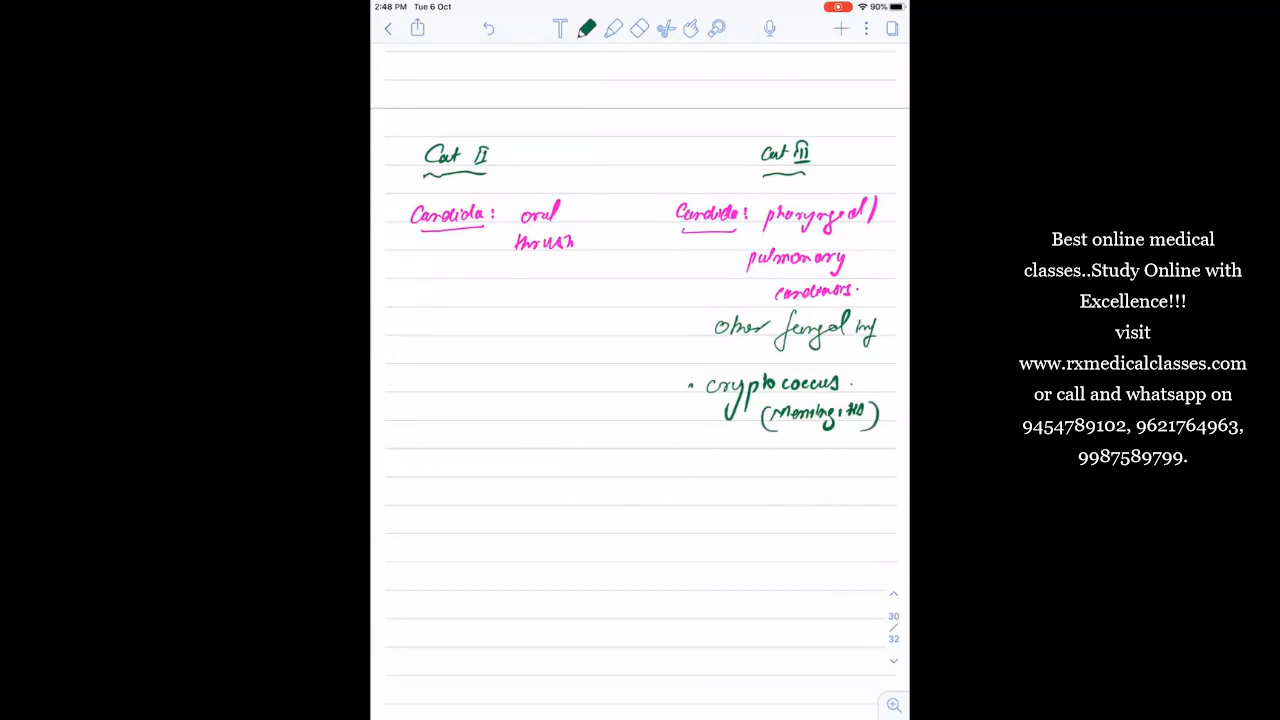 2:48 PM Tue 6 Oct
90%
T
Cat II
Cat III
Candida : oral
thrush
Candida : pharyngeal /
pulmonary
other fungal inf
• cryptococcus .
30
/
32
Best online medical
classes..Study Online with
Excellence!!!
visit
www.rxmedicalclasses.com
or call and whatsapp on
9454789102, 9621764963,
9987589799.